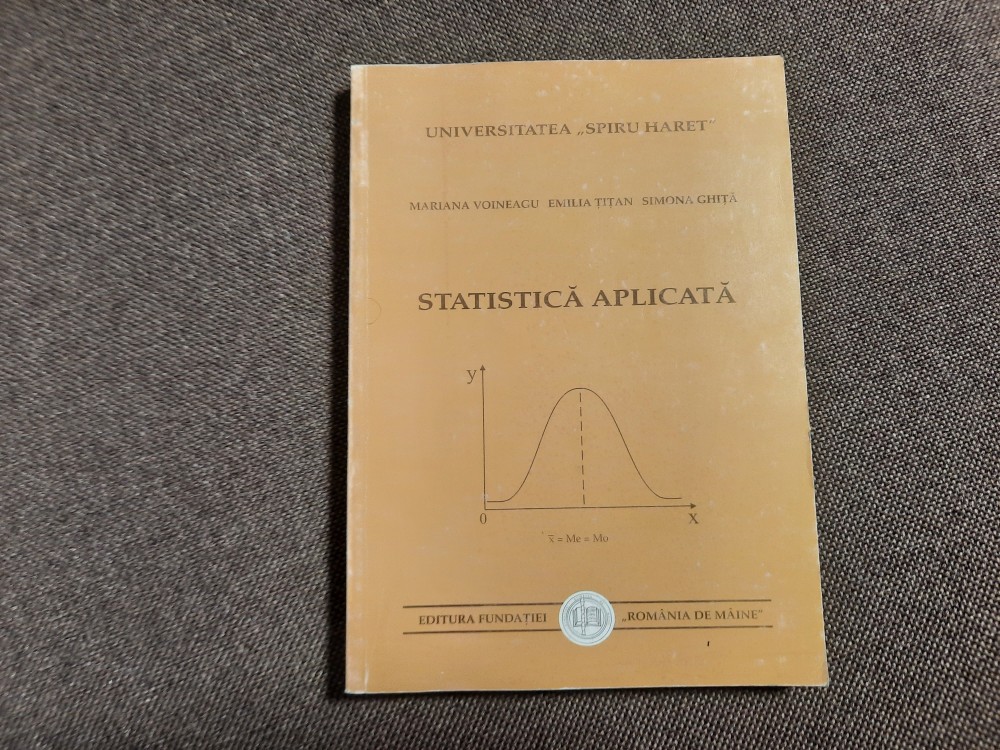 UNIVERSITATEA „SPIRU HARET”
MARIANA VOINEAGU EMILIA ȚIȚAN SIMONA GHIȚĂ
STATISTICĂ APLICATĂ
y
0
x
x̅ = Me = Mo
EDITURA FUNDAȚIEI „ROMÂNIA DE MÂINE”